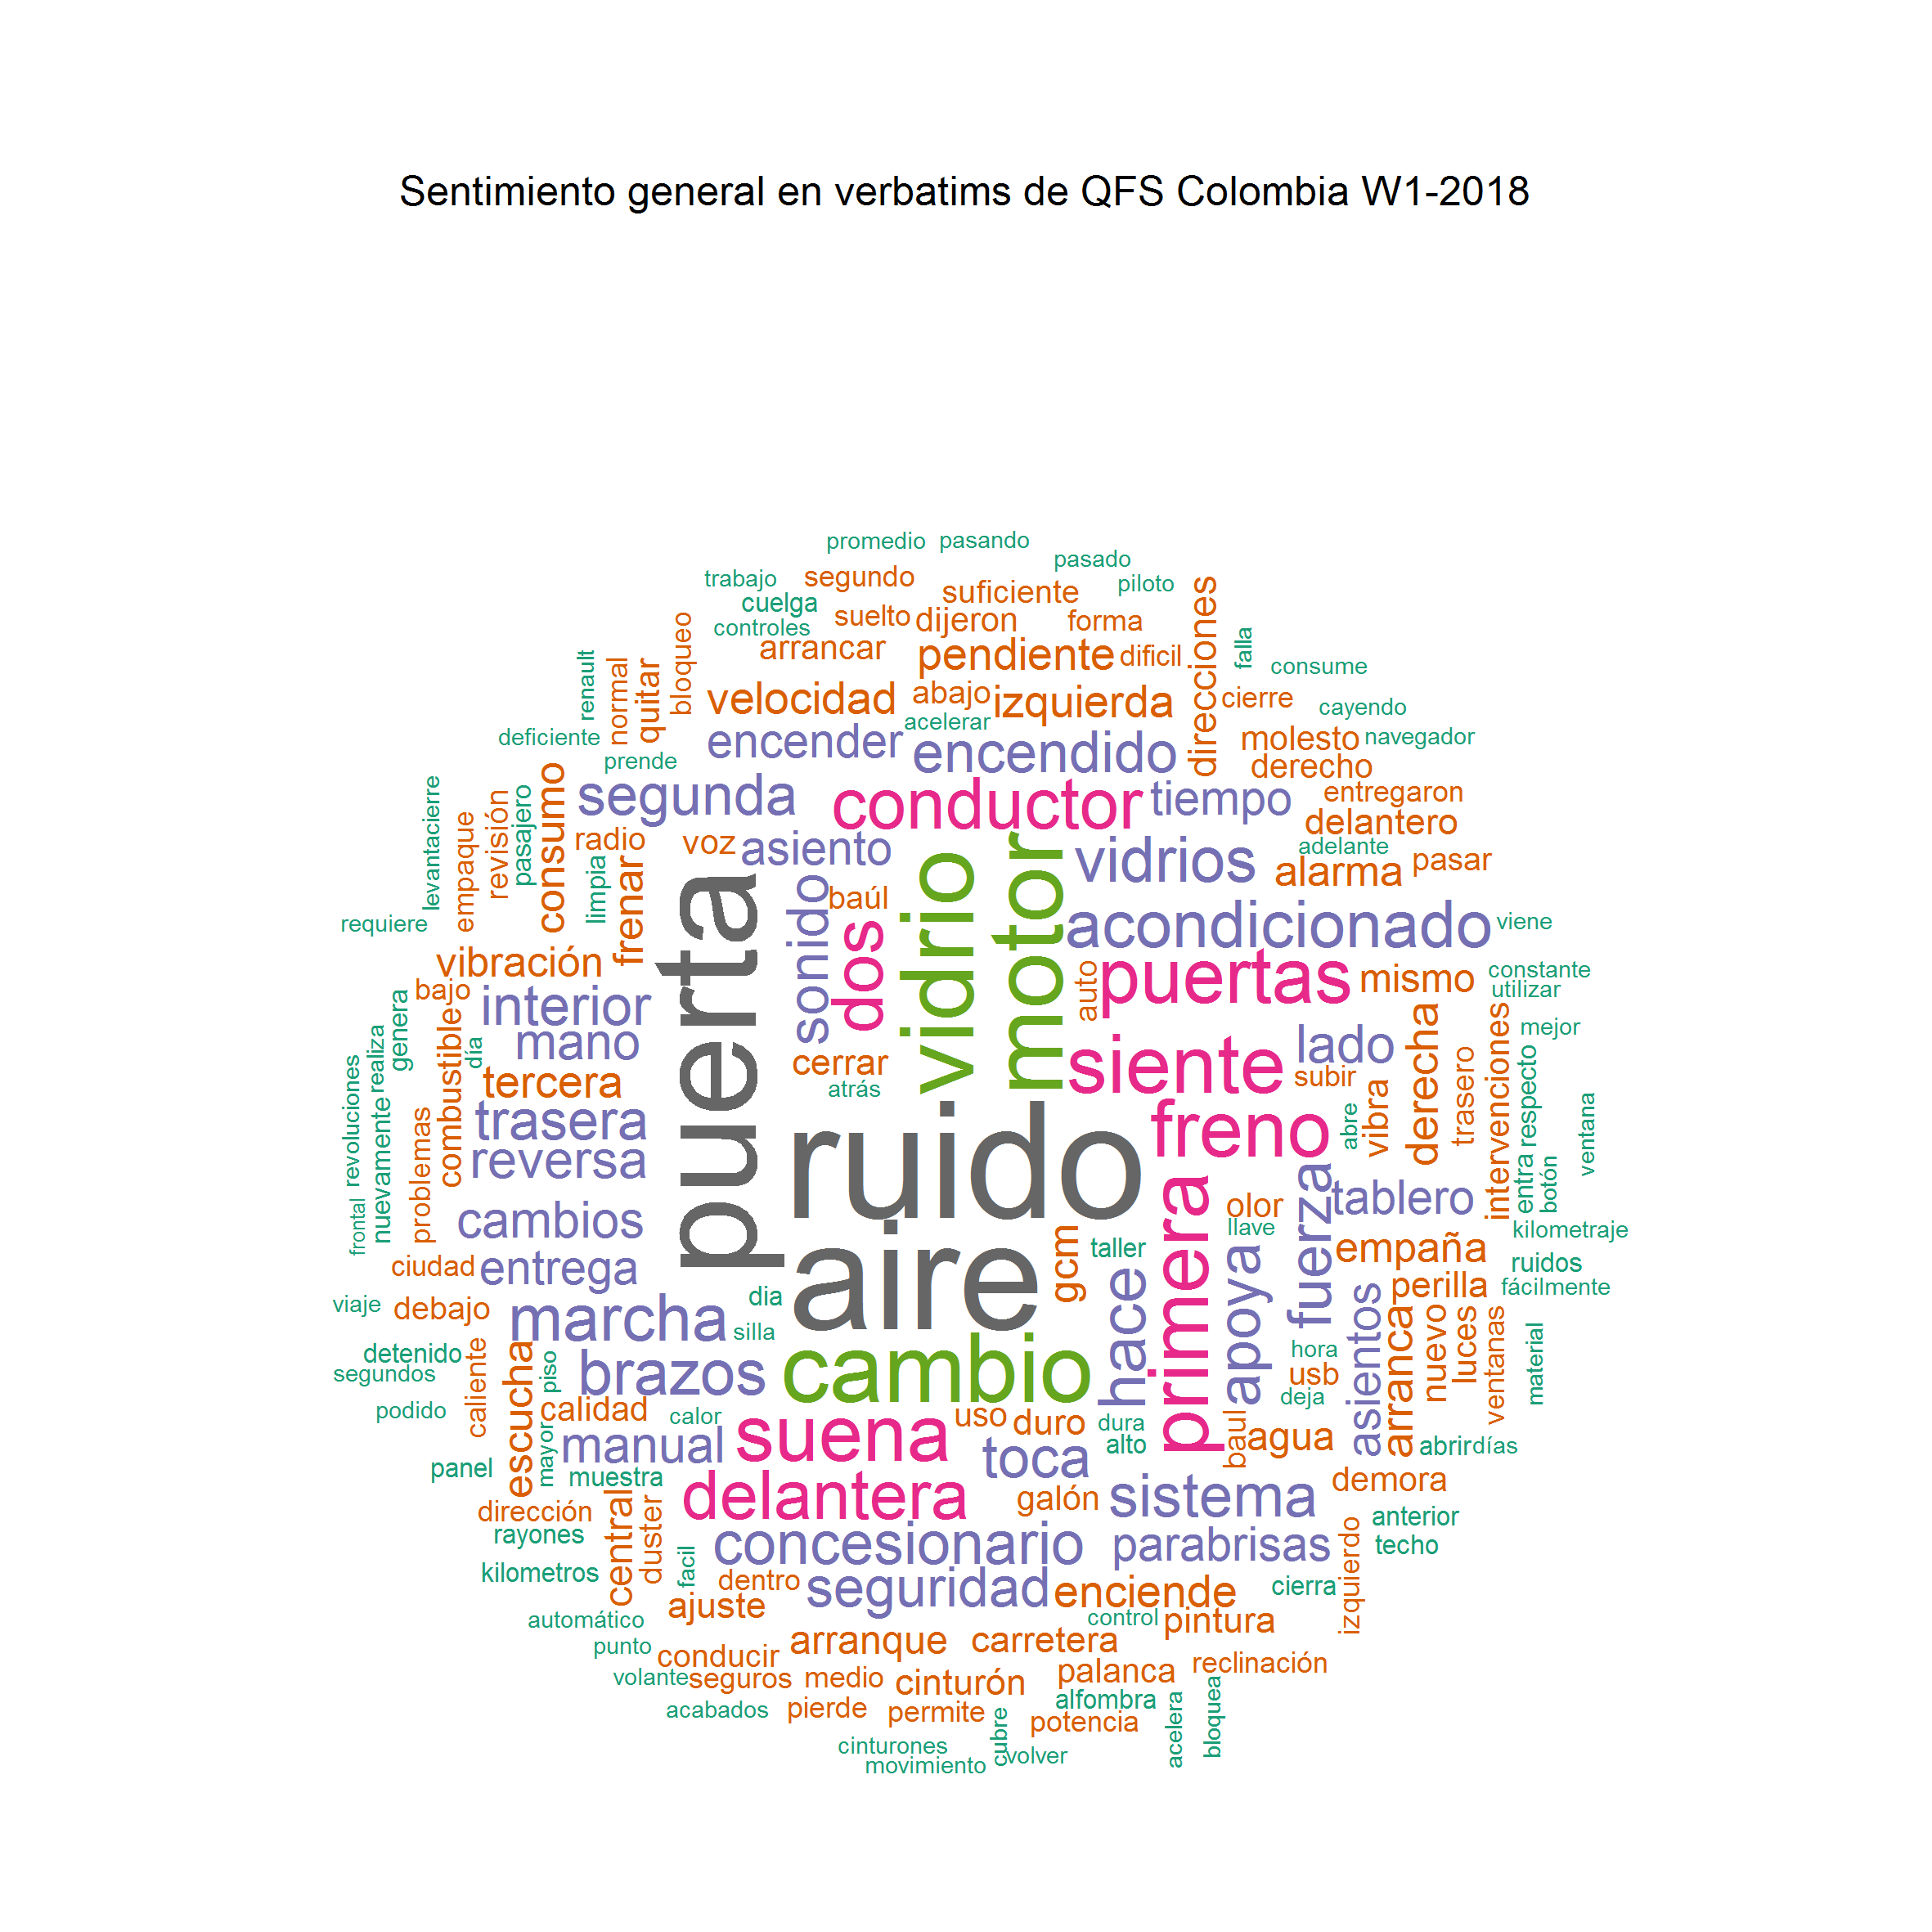 Sentimiento general en verbatims de QFS Colombia W1-2018
promedio
pasando
pasado
trabajo
segundo
piloto
cuelga
suficiente
direcciones
controles
suelto
dijeron
forma
bloqueo
arrancar
pendiente
dificil
falla
renault
normal
quitar
consume
velocidad
abajo
izquierda
cierre
cayendo
acelerar
deficiente
encender
encendido
molesto
navegador
prende
derecho
segunda
conductor
tiempo
entregaron
levantacierre
empaque
revisión
pasajero
consumo
delantero
radio
voz
asiento
vidrios
adelante
limpia
frenar
alarma
pasar
puerta
sonido
baúl
dos
vidrio
motor
requiere
acondicionado
viene
vibración
auto
puertas
mismo
constante
bajo
interior
utilizar
genera
combustible
día
mano
cerrar
siente
lado
derecha
intervenciones
mejor
revoluciones
realiza
tercera
atrás
subir
nuevamente
problemas
trasera
ruido
freno
abre
vibra
trasero
respecto
ventana
reversa
entra
botón
frontal
cambios
primera
olor
fuerza
tablero
llave
kilometraje
ciudad
entrega
aire
gcm
taller
empaña
ruidos
viaje
debajo
dia
hace
apoya
perilla
fácilmente
marcha
silla
asientos
arranca
nuevo
luces
ventanas
material
detenido
caliente
escucha
piso
brazos
cambio
hora
segundos
usb
deja
podido
calidad
calor
suena
uso
duro
dura
baul
agua
mayor
manual
toca
alto
abrir
días
panel
muestra
delantera
galón
sistema
demora
dirección
central
duster
anterior
rayones
concesionario
parabrisas
izquierdo
techo
kilometros
facil
dentro
seguridad
enciende
cierra
ajuste
automático
control
pintura
punto
conducir
arranque
carretera
volante
seguros
medio
cinturón
palanca
reclinación
acabados
pierde
permite
cubre
alfombra
potencia
acelera
bloquea
cinturones
volver
movimiento